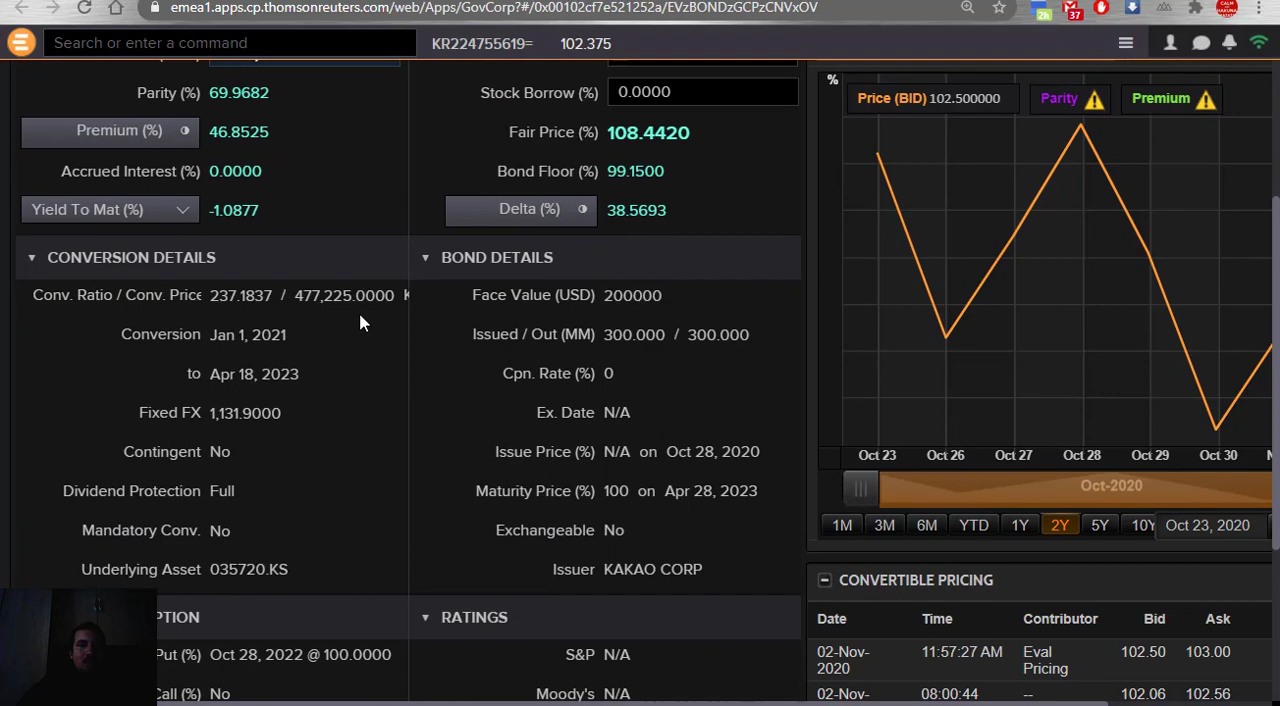 emea1.apps.cp.thomsonreuters.com/web/Apps/GovCorp?#/0x00102cf7e521252a/EVzBONDzGCPzCNVxOV
2h
37
Search or enter a command
KR224755619=
102.375
Parity (%) 69.9682
Stock Borrow (%) 0.0000
Premium (%) 46.8525
Fair Price (%) 108.4420
Accrued Interest (%) 0.0000
Bond Floor (%) 99.1500
Yield To Mat (%) -1.0877
Delta (%) 38.5693
CONVERSION DETAILS
Conv. Ratio / Conv. Price 237.1837 / 477,225.0000 K
Conversion Jan 1, 2021
to Apr 18, 2023
Fixed FX 1,131.9000
Contingent No
Dividend Protection Full
Mandatory Conv. No
Underlying Asset 035720.KS
BOND DETAILS
Face Value (USD) 200000
Issued / Out (MM) 300.000 / 300.000
Cpn. Rate (%) 0
Ex. Date N/A
Issue Price (%) N/A on Oct 28, 2020
Maturity Price (%) 100 on Apr 28, 2023
Exchangeable No
Issuer KAKAO CORP
PTION
Put (%) Oct 28, 2022 @ 100.0000
Call (%) No
RATINGS
S&P N/A
Moody's N/A
%
Price (BID) 102.500000
Parity
Premium
Oct 23 Oct 26 Oct 27 Oct 28 Oct 29 Oct 30
Oct-2020
1M 3M 6M YTD 1Y 2Y 5Y 10Y Oct 23, 2020
CONVERTIBLE PRICING
Date Time Contributor Bid Ask
02-Nov-2020 11:57:27 AM Eval Pricing 102.50 103.00
02-Nov- 08:00:44 -- 102.06 102.56